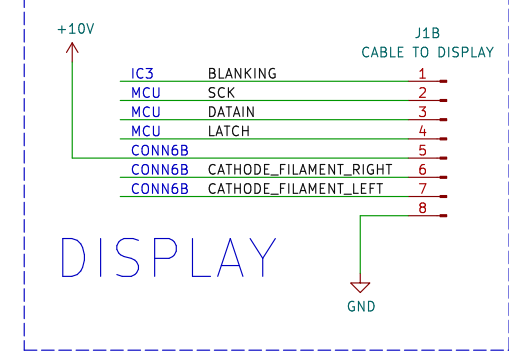 +10V
J1B
CABLE TO DISPLAY
IC3 BLANKING 1
MCU SCK 2
MCU DATAIN 3
MCU LATCH 4
CONN6B 5
CONN6B CATHODE_FILAMENT_RIGHT 6
CONN6B CATHODE_FILAMENT_LEFT 7
8
DISPLAY
GND